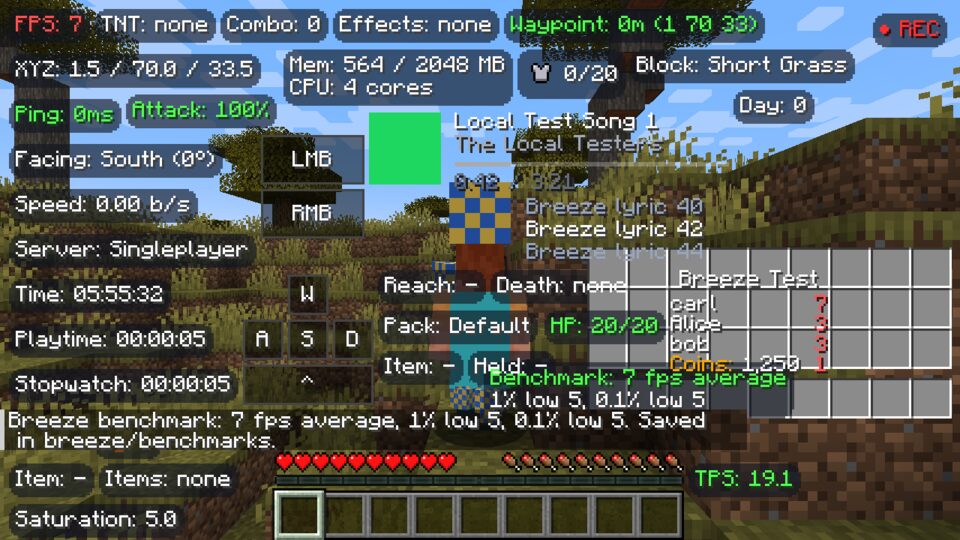 FPS: 7 TNT: none Combo: 0 Effects: none Waypoint: 0m (1 70 33) REC
XYZ: 1.5 / 70.0 / 33.5 Mem: 564 / 2048 MB 0/20 Block: Short Grass
CPU: 4 cores
Ping: 0ms Attack: 100% Day: 0
Local Test Song 1
The Local Testers
Facing: South (0°) LMB
0:42 3:21
Speed: 0.00 b/s RMB Breeze lyric 40
Breeze lyric 42
Server: Singleplayer Breeze lyric 44
Breeze Test
Time: 05:55:32 W Reach: - Death: none
carl 7
Alice 3
Playtime: 00:00:05 A S D Pack: Default HP: 20/20
bob 3
Item: - Held: - Coins: 1,250 1
Stopwatch: 00:00:05 ^ Benchmark: 7 fps average
1% low 5, 0.1% low 5
Breeze benchmark: 7 fps average, 1% low 5, 0.1% low 5. Saved
in breeze/benchmarks.
Item: - Items: none TPS: 19.1
Saturation: 5.0